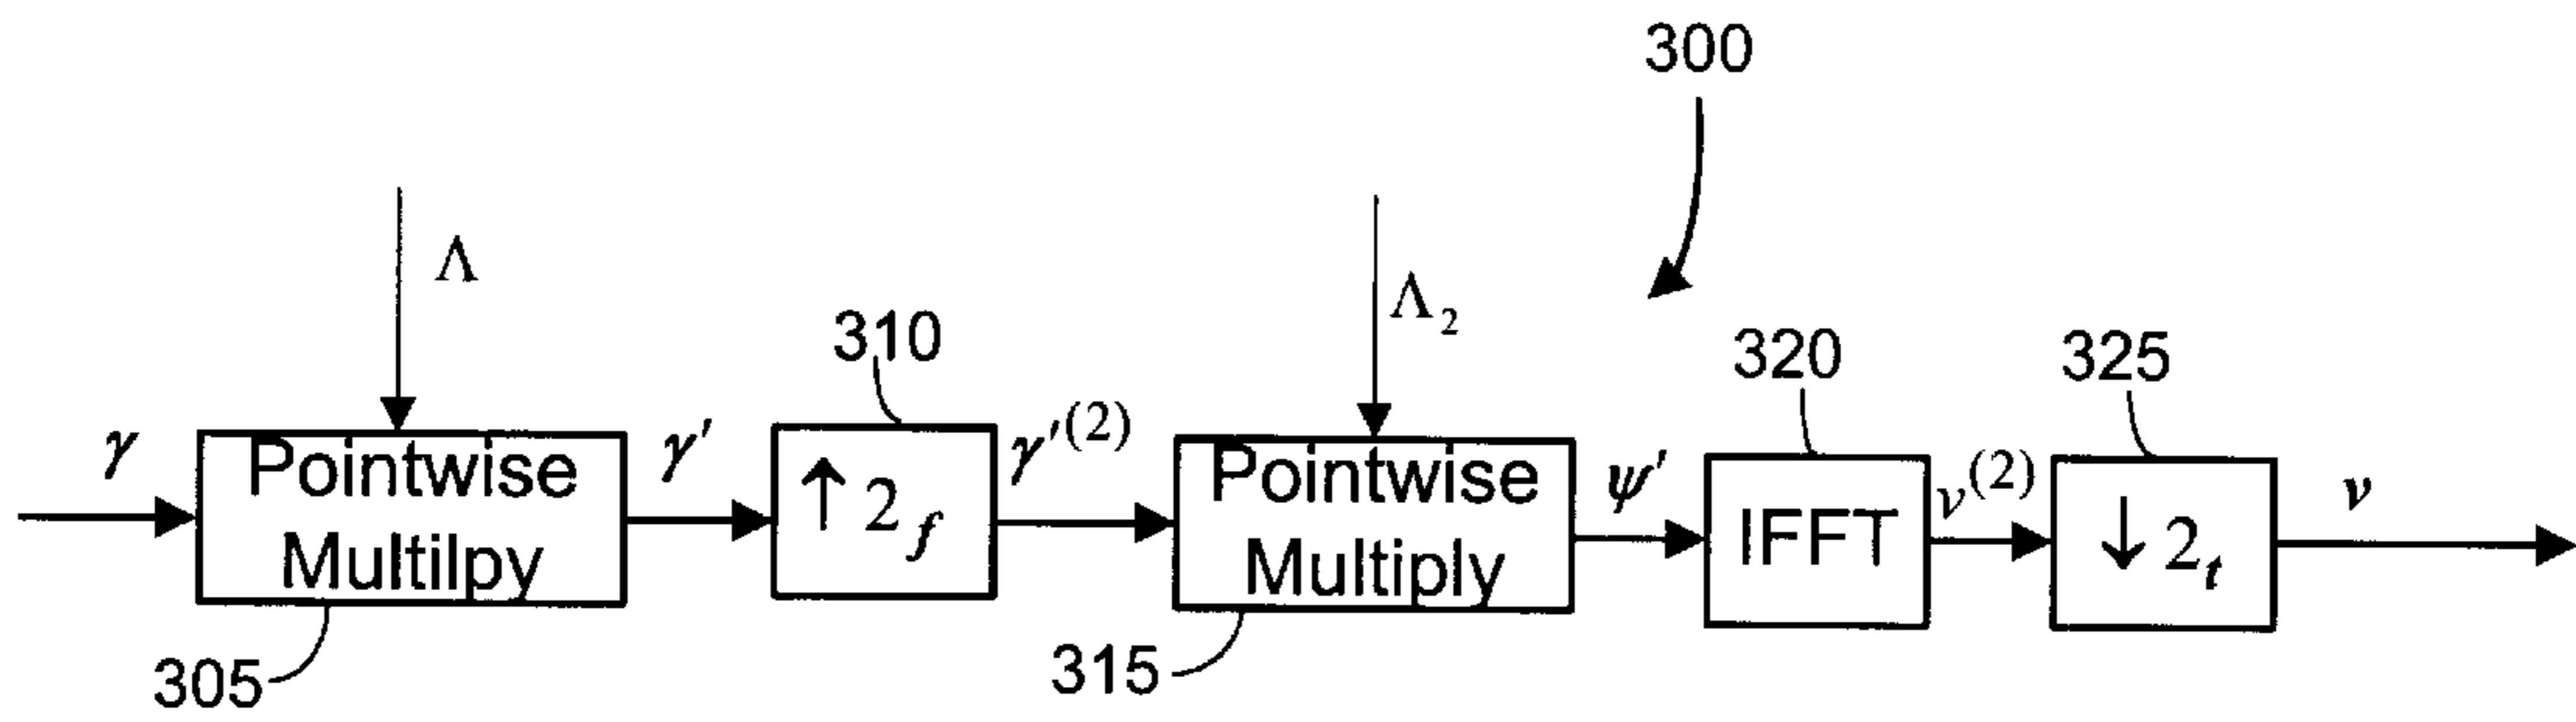 300
Λ
Λ₂
310
320
325
γ
Pointwise
Multilpy
γ′
↑ 2f
γ′(2)
Pointwise
Multiply
ψ′
IFFT
ν(2)
↓ 2t
ν
305
315